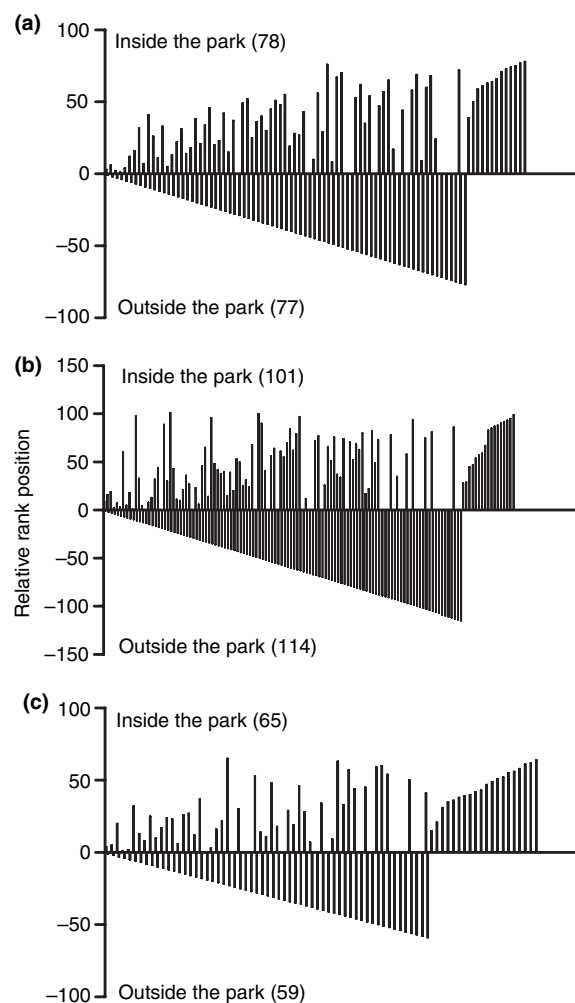 (a)
100
Inside the park (78)
50
0
–50
Outside the park (77)
–100
(b)
150
Inside the park (101)
100
50
0
–50
–100
Outside the park (114)
–150
Relative rank position
(c)
100
Inside the park (65)
50
0
–50
Outside the park (59)
–100